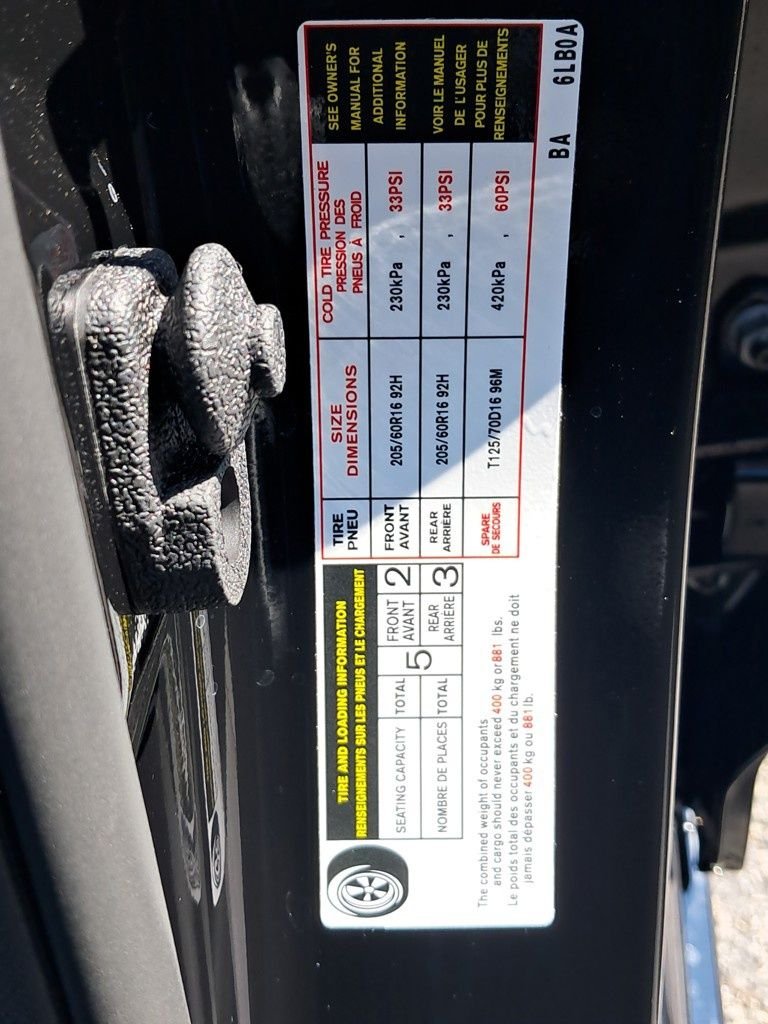 TIRE AND LOADING INFORMATION
RENSEIGNEMENTS SUR LES PNEUS ET LE CHARGEMENT
SEATING CAPACITY TOTAL 5 FRONT AVANT 2
NOMBRE DE PLACES TOTAL REAR ARRIÈRE 3
The combined weight of occupants
and cargo should never exceed 400 kg or 881 lbs.
Le poids total des occupants et du chargement ne doit
jamais dépasser 400 kg ou 881 lb.
TIRE PNEU
SIZE DIMENSIONS
COLD TIRE PRESSURE
PRESSION DES
PNEUS À FROID
FRONT AVANT 205/60R16 92H 230kPa , 33PSI
REAR ARRIÈRE 205/60R16 92H 230kPa , 33PSI
SPARE DE SECOURS T125/70D16 96M 420kPa , 60PSI
SEE OWNER'S
MANUAL FOR
ADDITIONAL
INFORMATION
VOIR LE MANUEL
DE L'USAGER
POUR PLUS DE
RENSEIGNEMENTS
BA 6LB0A